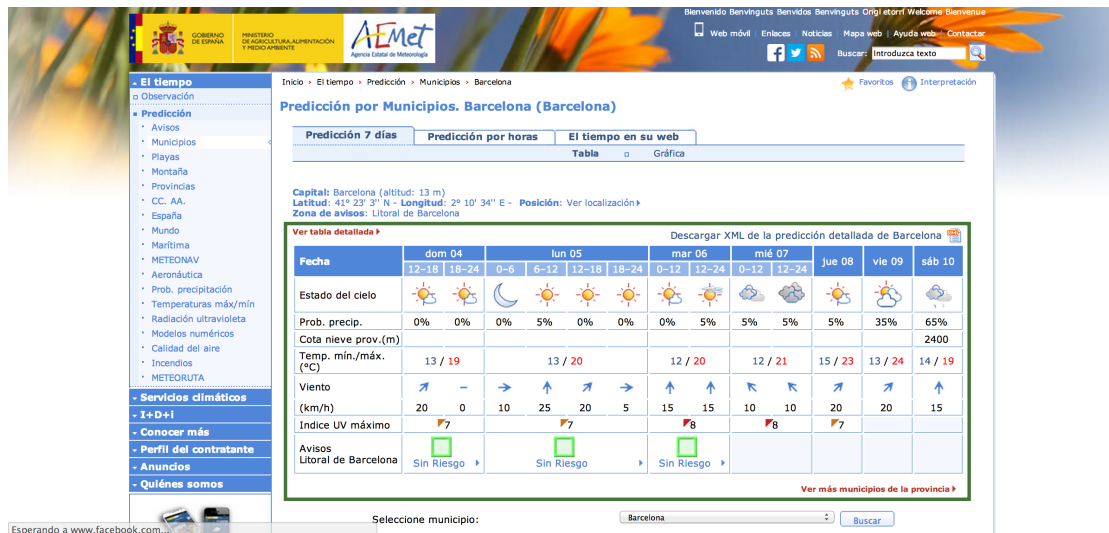 Bienvenido Benvinguts Benvidos Benvinguts Ongi etorri Welcome Bienvenue
GOBIERNO DE ESPAÑA
MINISTERIO DE AGRICULTURA, ALIMENTACIÓN Y MEDIO AMBIENTE
AEMet
Agencia Estatal de Meteorología
Web móvil Enlaces Noticias Mapa web Ayuda web Contactar
Buscar: Introduzca texto
El tiempo
Observación
Predicción
Avisos
Municipios
Playas
Montaña
Provincias
CC. AA.
España
Mundo
Marítima
METEONAV
Aeronáutica
Prob. precipitación
Temperaturas máx/mín
Radiación ultravioleta
Modelos numéricos
Calidad del aire
Incendios
METEORUTA
Servicios climáticos
I+D+i
Conocer más
Perfil del contratante
Anuncios
Quiénes somos
Inicio › El tiempo › Predicción › Municipios › Barcelona
Favoritos Interpretación
Predicción por Municipios. Barcelona (Barcelona)
Predicción 7 días Predicción por horas El tiempo en su web
Tabla Gráfica
Capital: Barcelona (altitud: 13 m)
Latitud: 41° 23' 3'' N - Longitud: 2° 10' 34'' E - Posición: Ver localización
Zona de avisos: Litoral de Barcelona
Ver tabla detallada
Descargar XML de la predicción detallada de Barcelona
Fecha dom 04 lun 05 mar 06 mié 07 jue 08 vie 09 sáb 10
12-18 18-24 0-6 6-12 12-18 18-24 0-12 12-24 0-12 12-24
Estado del cielo
Prob. precip. 0% 0% 0% 5% 0% 0% 0% 5% 5% 5% 5% 35% 65%
Cota nieve prov.(m) 2400
Temp. mín./máx. (°C) 13 / 19 13 / 20 12 / 20 12 / 21 15 / 23 13 / 24 14 / 19
Viento
(km/h) 20 0 10 25 20 5 15 15 10 10 20 20 15
Indice UV máximo 7 7 8 8 7
Avisos
Litoral de Barcelona Sin Riesgo Sin Riesgo Sin Riesgo
Ver más municipios de la provincia
Seleccione municipio: Barcelona Buscar
Esperando a www.facebook.com...